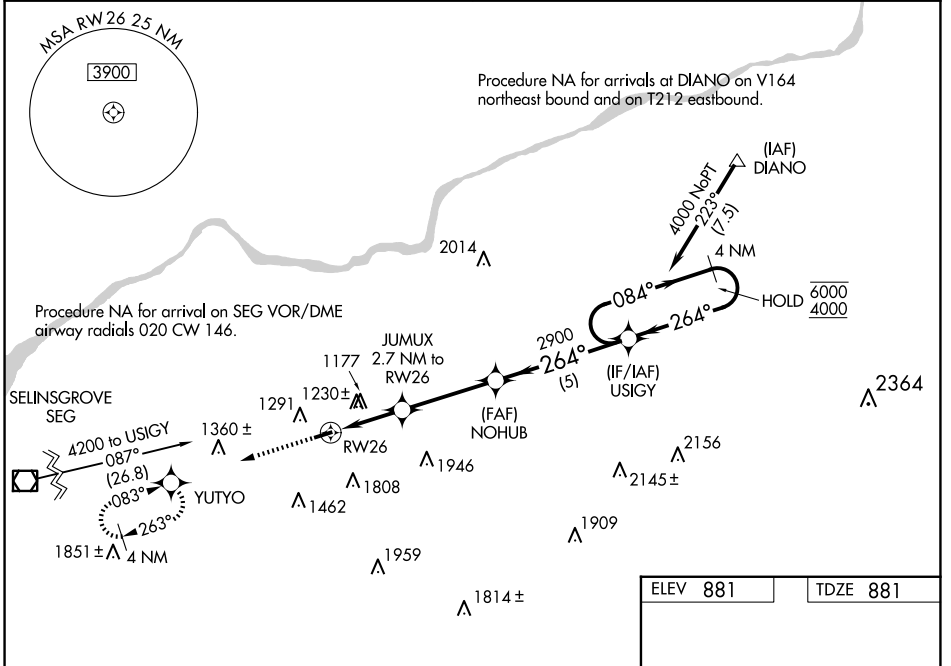 MSA RW 26 25 NM
3900
Procedure NA for arrivals at DIANO on V164
northeast bound and on T212 eastbound.
(IAF)
DIANO
4000 NoPT
223°
(7.5)
4 NM
2014
084°
HOLD
6000
4000
264°
Procedure NA for arrival on SEG VOR/DME
airway radials 020 CW 146.
JUMUX
2.7 NM to
RW26
2900
264°
(5)
(IF/IAF)
USIGY
1177
1230±
1291
2364
(FAF)
NOHUB
SELINSGROVE
SEG
4200 to USIGY
087°
(26.8)
1360 ±
RW26
1946
2156
2145±
083°
YUTYO
263°
1808
1462
1909
1851 ±
4 NM
1959
1814 ±
ELEV 881
TDZE 881